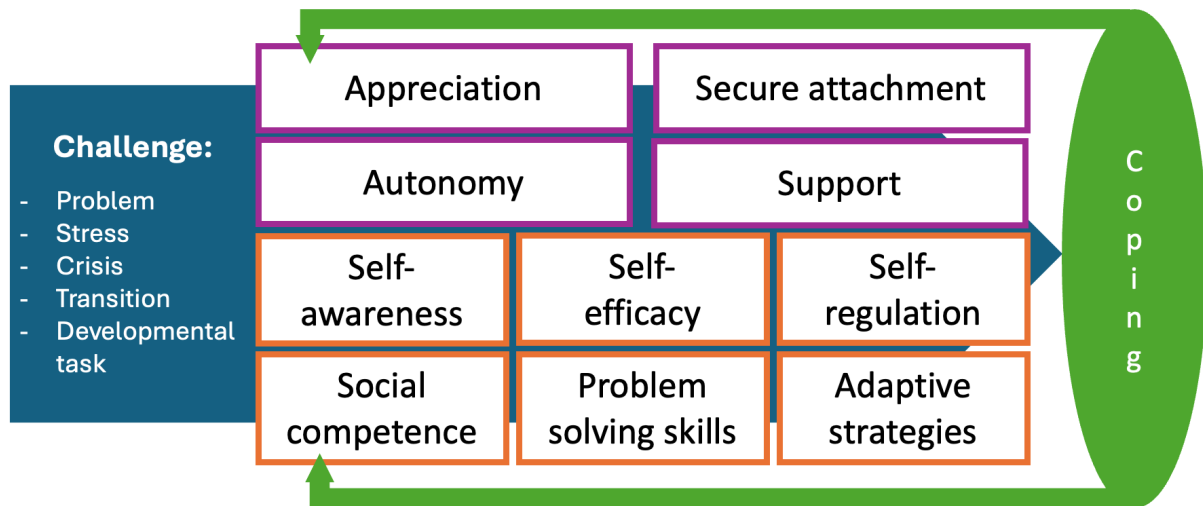 Challenge:
- Problem
- Stress
- Crisis
- Transition
- Developmental
task
Appreciation
Secure attachment
Autonomy
Support
Self-
awareness
Self-
efficacy
Self-
regulation
Social
competence
Problem
solving skills
Adaptive
strategies
Coping